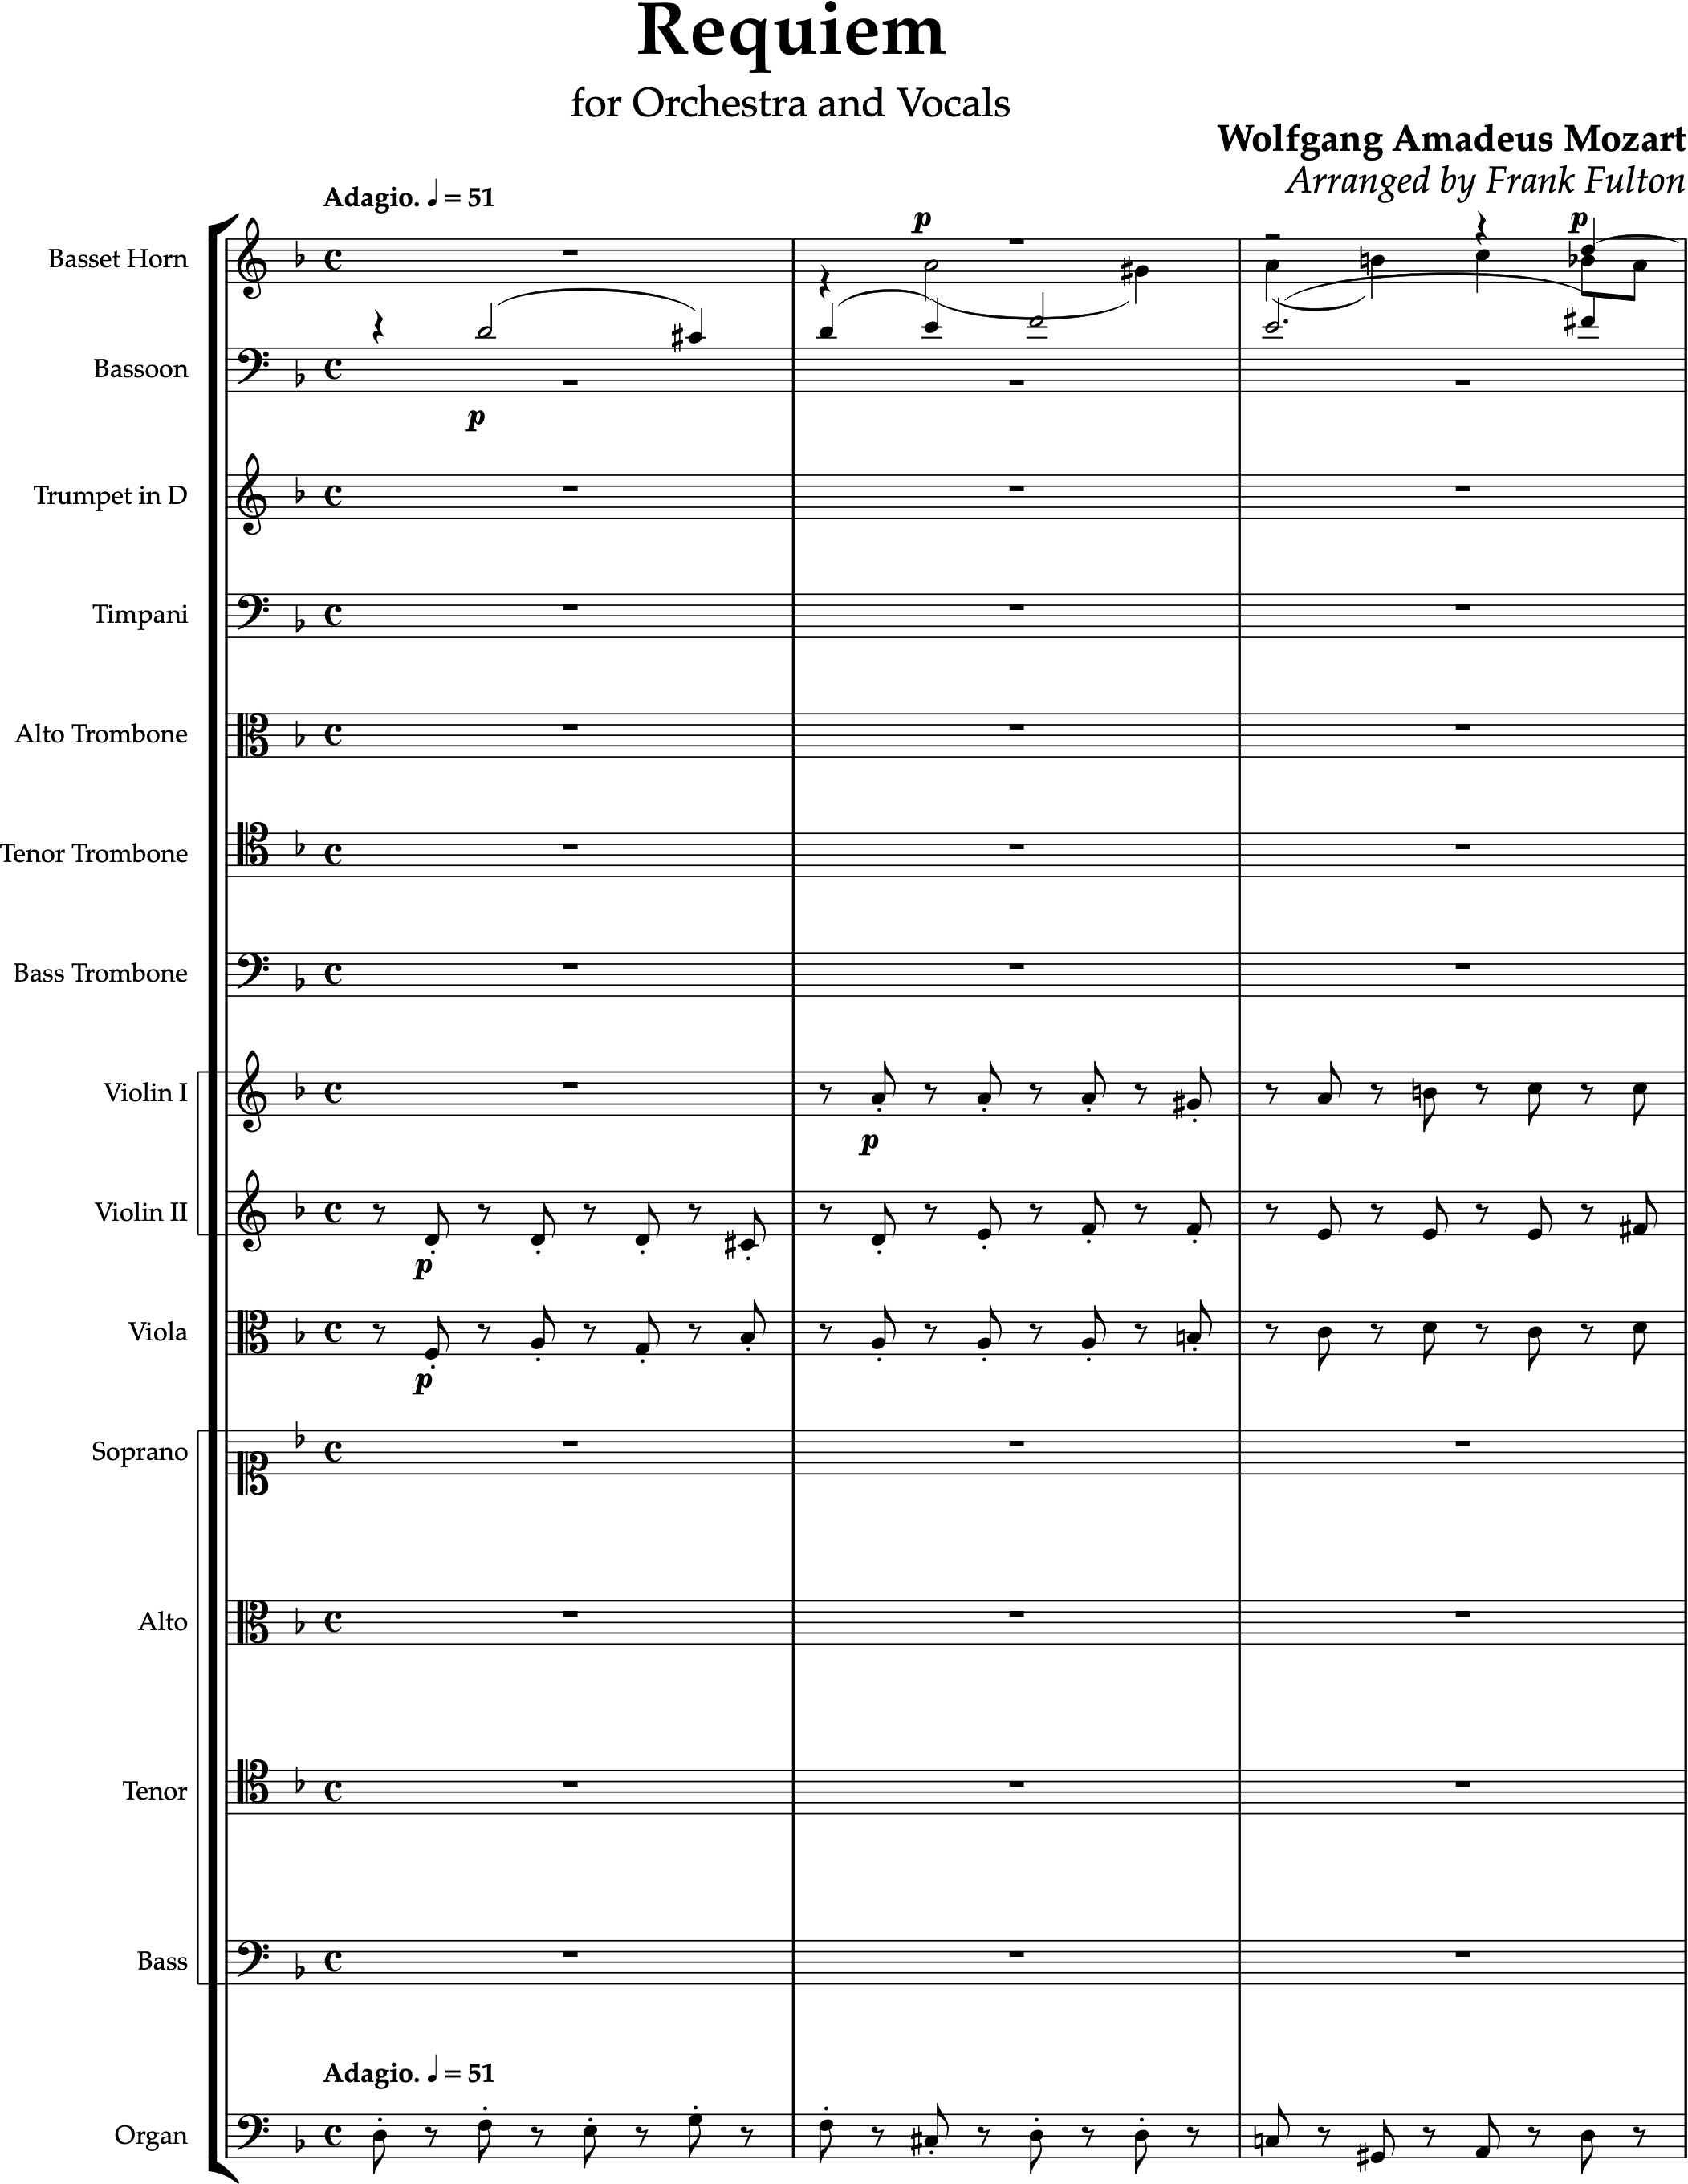 Requiem
for Orchestra and Vocals
Wolfgang Amadeus Mozart
Arranged by Frank Fulton
Adagio. ♩ = 51
p
p
Basset Horn
Bassoon
p
Trumpet in D
Timpani
Alto Trombone
Tenor Trombone
Bass Trombone
Violin I
p
Violin II
p
Viola
p
Soprano
Alto
Tenor
Bass
Adagio. ♩ = 51
Organ